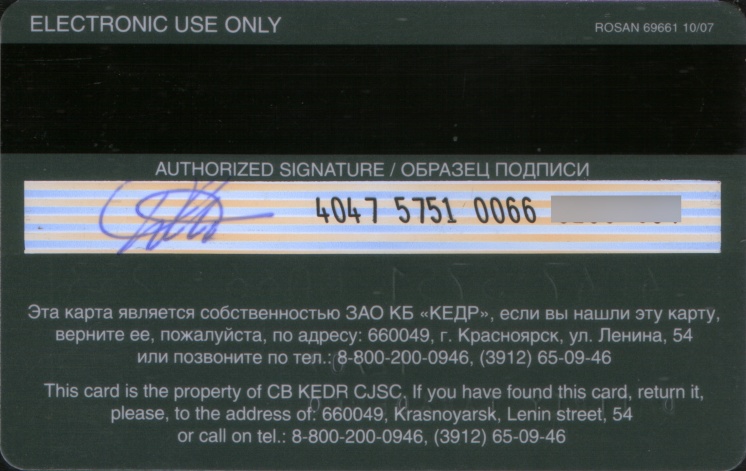 ELECTRONIC USE ONLY
ROSAN 69661 10/07
AUTHORIZED SIGNATURE / ОБРАЗЕЦ ПОДПИСИ
4047 5751 0066
Эта карта является собственностью ЗАО КБ «КЕДР», если вы нашли эту карту,
верните ее, пожалуйста, по адресу: 660049, г. Красноярск, ул. Ленина, 54
или позвоните по тел.: 8-800-200-0946, (3912) 65-09-46
This card is the property of CB KEDR CJSC. If you have found this card, return it,
please, to the address of: 660049, Krasnoyarsk, Lenin street, 54
or call on tel.: 8-800-200-0946, (3912) 65-09-46